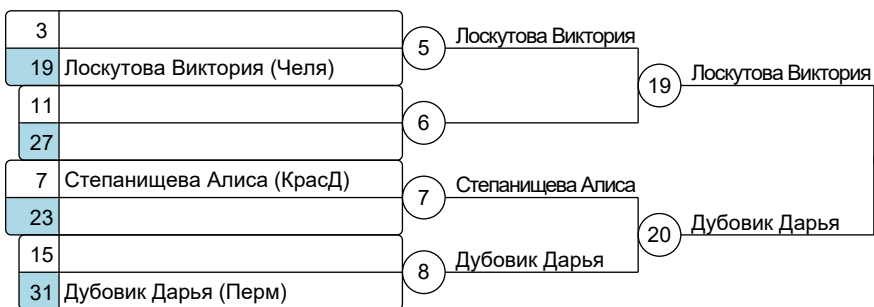 3
5
Лоскутова Виктория
19 Лоскутова Виктория (Челя)
19
Лоскутова Виктория
11
6
27
7 Степанищева Алиса (КрасД)
7
Степанищева Алиса
23
20
Дубовик Дарья
15
8
Дубовик Дарья
31 Дубовик Дарья (Перм)